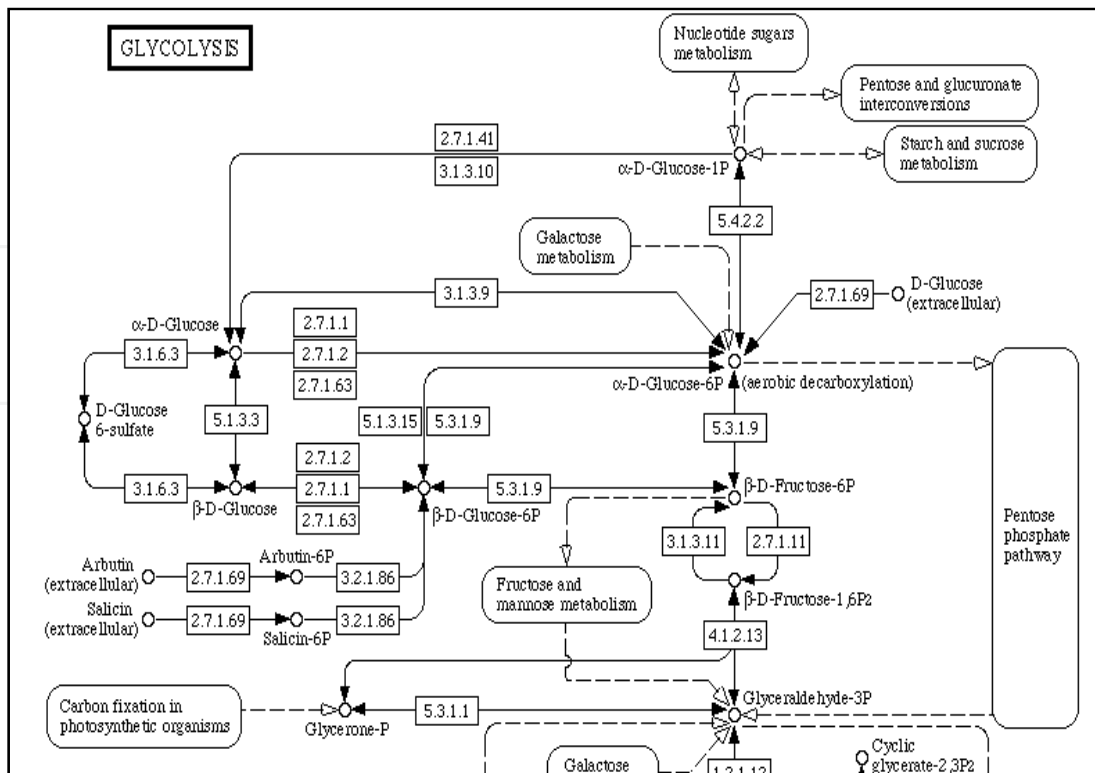 GLYCOLYSIS
Nucleotide sugars
metabolism
Pentose and glucuronate
interconversions
2.7.1.41
Starch and sucrose
metabolism
3.1.3.10
α-D-Glucose-1P
5.4.2.2
Galactose
metabolism
3.1.3.9
2.7.1.69
D-Glucose
(extracellular)
α-D-Glucose
2.7.1.1
3.1.6.3
2.7.1.2
2.7.1.63
α-D-Glucose-6P
(aerobic decarboxylation)
D-Glucose
6-sulfate
5.1.3.3
5.1.3.15
5.3.1.9
5.3.1.9
2.7.1.2
3.1.6.3
2.7.1.1
5.3.1.9
β-D-Fructose-6P
β-D-Glucose
β-D-Glucose-6P
2.7.1.63
Pentose
phosphate
pathway
3.1.3.11
2.7.1.11
Arbutin
(extracellular)
2.7.1.69
Arbutin-6P
3.2.1.86
Fructose and
mannose metabolism
β-D-Fructose-1,6P2
Salicin
(extracellular)
2.7.1.69
Salicin-6P
3.2.1.86
4.1.2.13
Carbon fixation in
photosynthetic organisms
Glycerone-P
5.3.1.1
Glyceraldehyde-3P
Galactose
1.2.1.12
Cyclic
glycerate-2,3P2